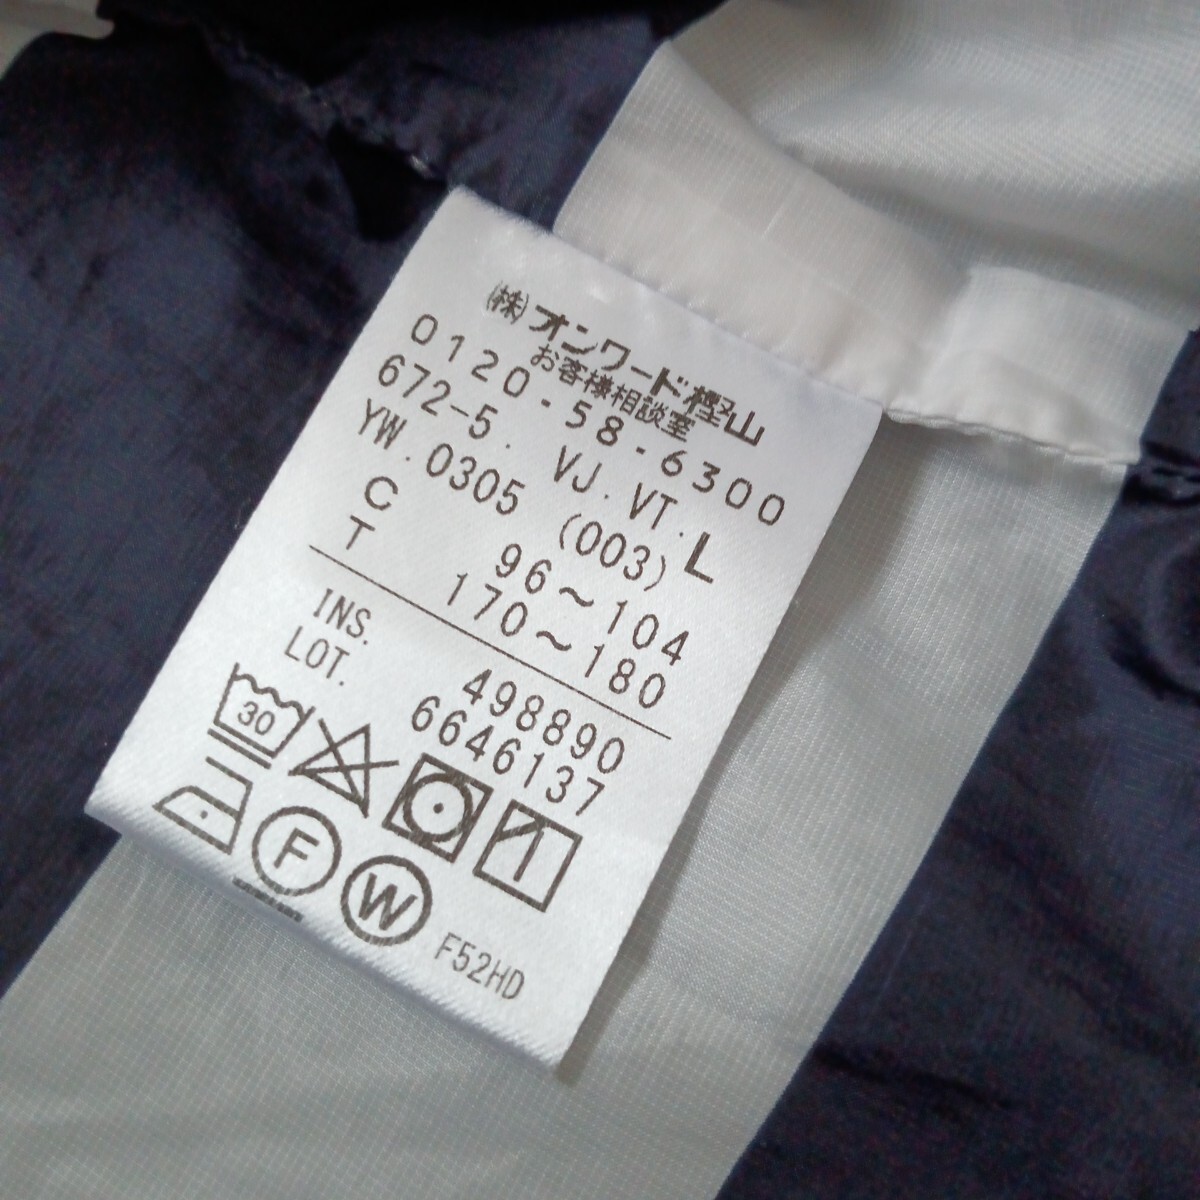 (株)オンワード樫山
お客様相談室
0120-58-6300
672-5. VJ.VT.L
YW.0305 (003)
C 96～104
T 170～180
INS. 498890
LOT. 6646137
30
F W F52HD